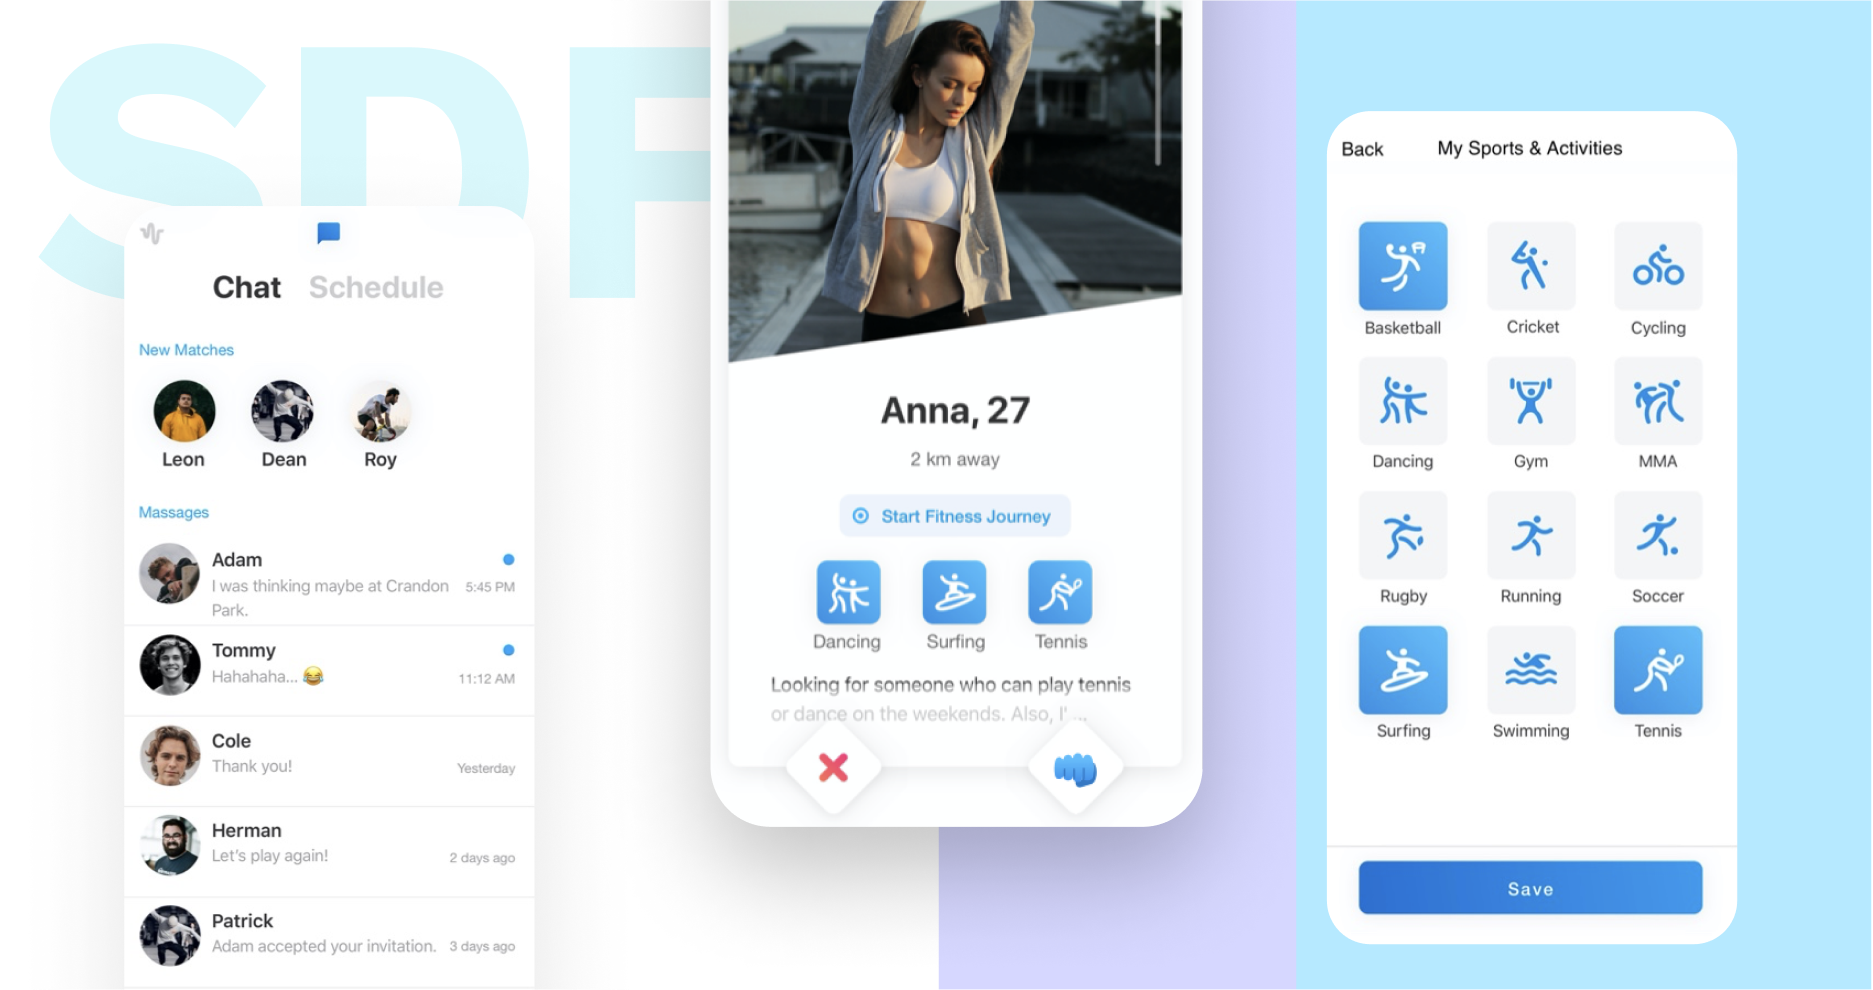 SDF
Chat Schedule
New Matches
Leon Dean Roy
Massages
Adam
I was thinking maybe at Crandon 5:45 PM
Park.
Tommy
Hahahaha... 😂 11:12 AM
Cole
Thank you! Yesterday
Herman
Let's play again! 2 days ago
Patrick
Adam accepted your invitation. 3 days ago
Anna, 27
2 km away
Start Fitness Journey
Dancing Surfing Tennis
Looking for someone who can play tennis
or dance on the weekends. Also, I' ...
Back My Sports & Activities
Basketball Cricket Cycling
Dancing Gym MMA
Rugby Running Soccer
Surfing Swimming Tennis
Save